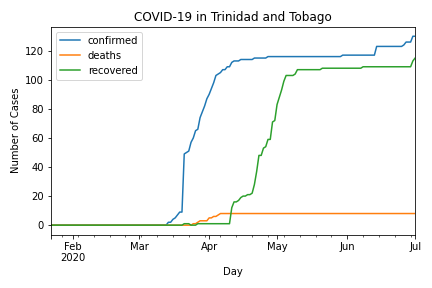 COVID-19 in Trinidad and Tobago
confirmed
deaths
recovered
Number of Cases
120
100
80
60
40
20
0
Feb Mar Apr May Jun Jul
2020
Day